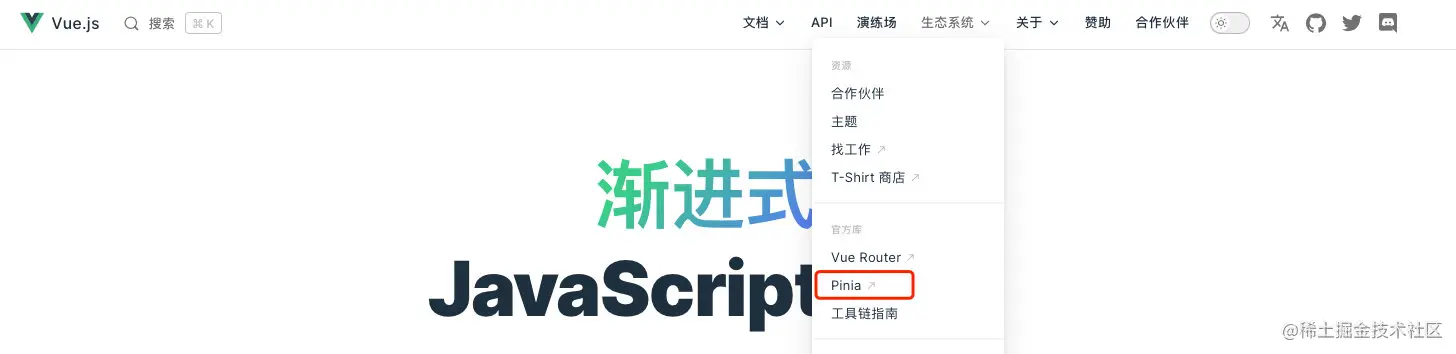 Vue.js 搜索 ⌘ K 文档 API 演练场 生态系统 关于 赞助 合作伙伴
资源
合作伙伴
主题
找工作
T-Shirt 商店
渐进式
官方库
Vue Router
JavaScript
Pinia
工具链指南
@稀土掘金技术社区